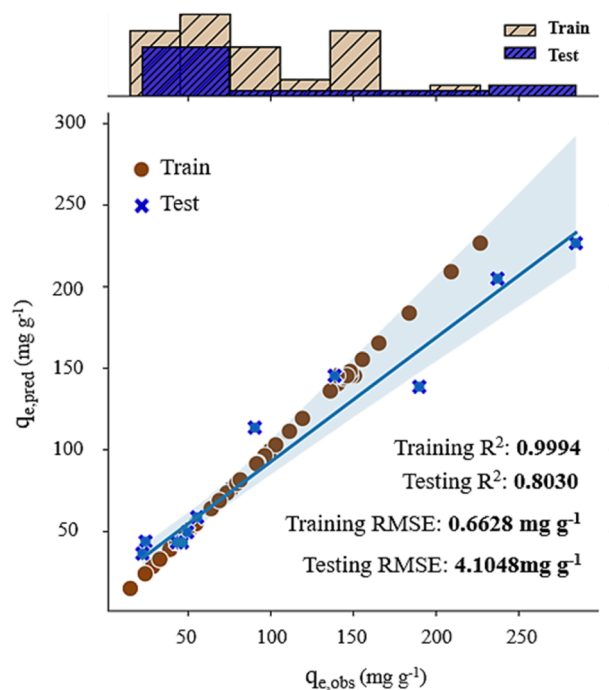 Train
Test
300
Train
Test
250
200
150
100
50
q e,pred (mg g-1)
Training R2: 0.9994
Testing R2: 0.8030
Training RMSE: 0.6628 mg g-1
Testing RMSE: 4.1048mg g-1
50 100 150 200 250
q e,obs (mg g-1)